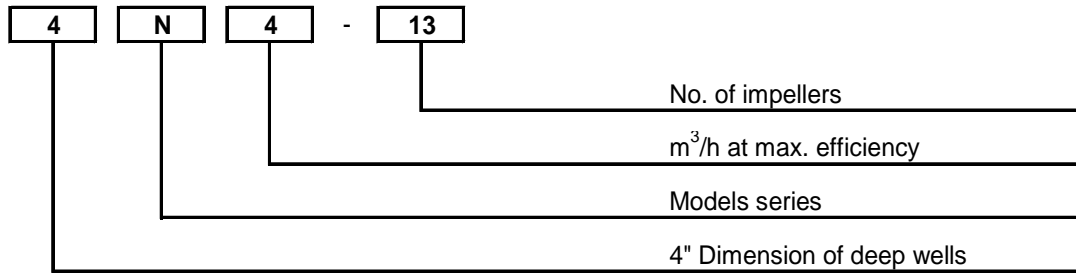 4 N 4 - 13
No. of impellers
m³/h at max. efficiency
Models series
4" Dimension of deep wells